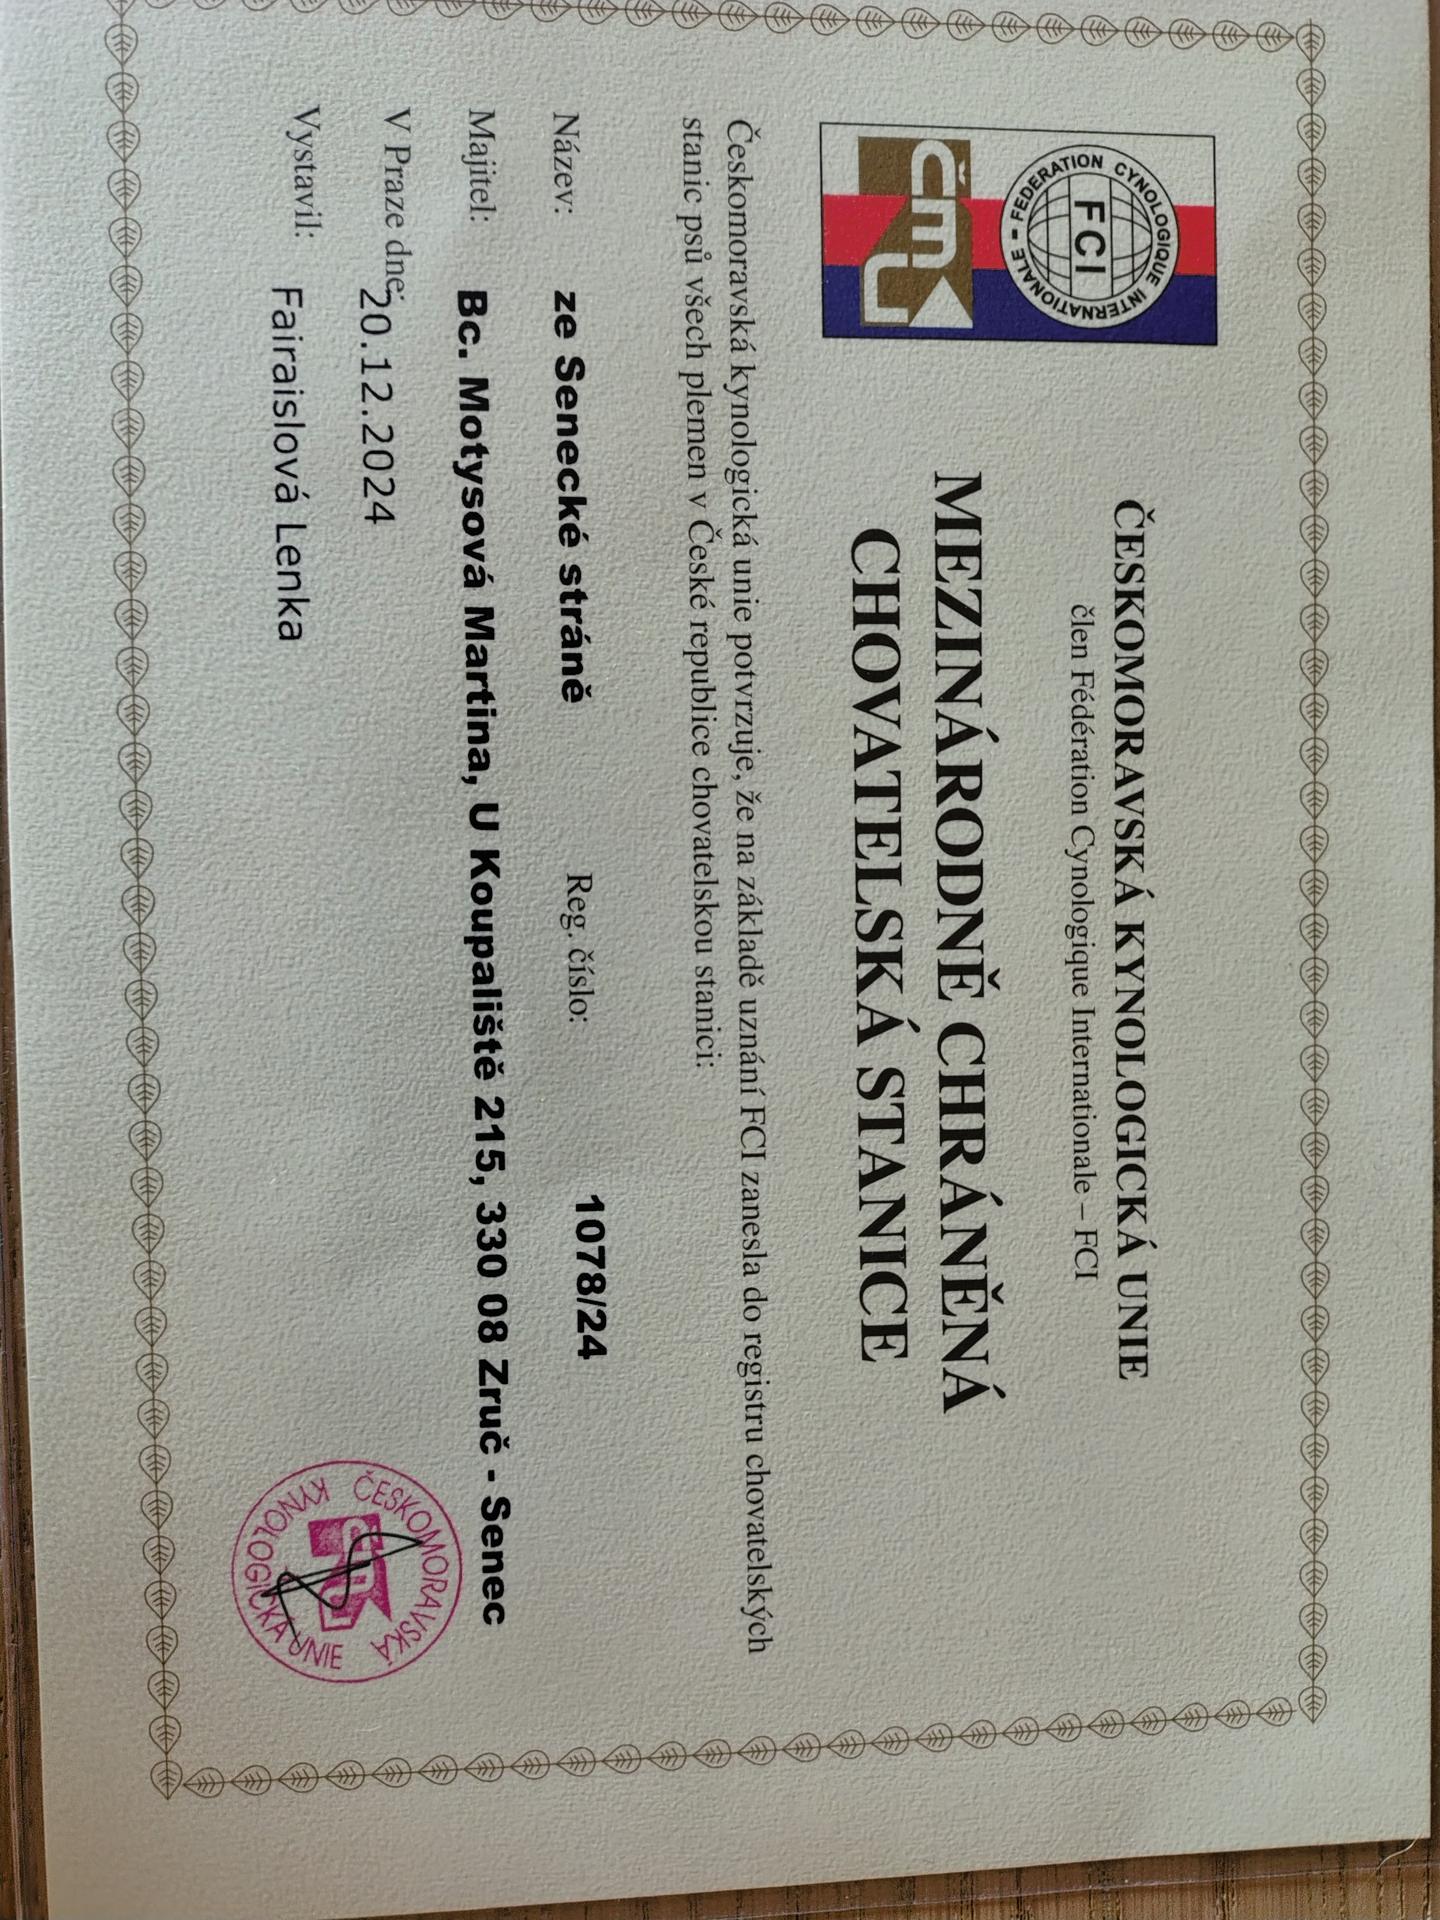 ČESKOMORAVSKÁ KYNOLOGICKÁ UNIE
člen Fédération Cynologique Internationale – FCI
FEDERATION CYNOLOGIQUE INTERNATIONALE -
FCI
ČMKU
MEZINÁRODNĚ CHRÁNĚNÁ
CHOVATELSKÁ STANICE
Českomoravská kynologická unie potvrzuje, že na základě uznání FCI zanesla do registru chovatelských
stanic psů všech plemen v České republice chovatelskou stanici:
Název: ze Senecké stráně Reg. číslo: 1078/24
Majitel: Bc. Motysová Martina, U Koupaliště 215, 330 08 Zruč - Senec
V Praze dne: 20.12.2024
Vystavil: Fairaislová Lenka
ČESKOMORAVSKÁ
KYNOLOGICKÁ UNIE
ČMKU